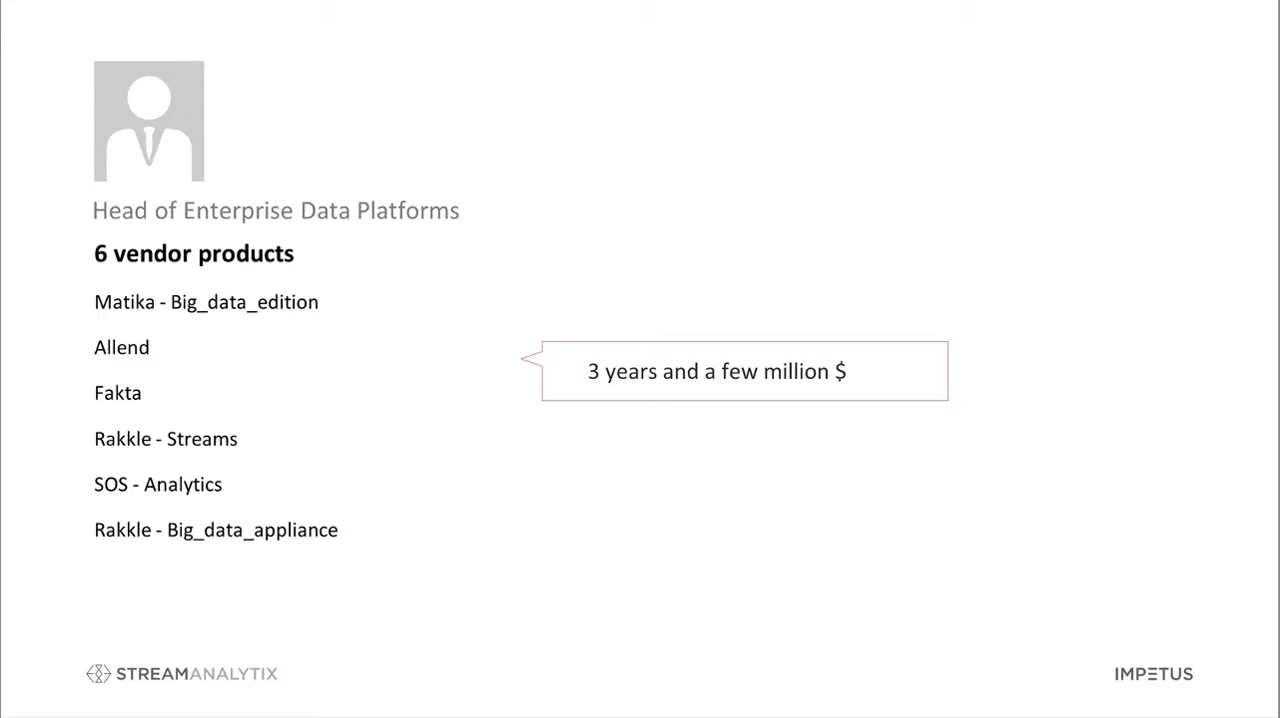 Head of Enterprise Data Platforms
6 vendor products
Matika - Big_data_edition
Allend
Fakta
Rakkle - Streams
SOS - Analytics
Rakkle - Big_data_appliance
3 years and a few million $
STREAMANALYTIX
IMPETUS